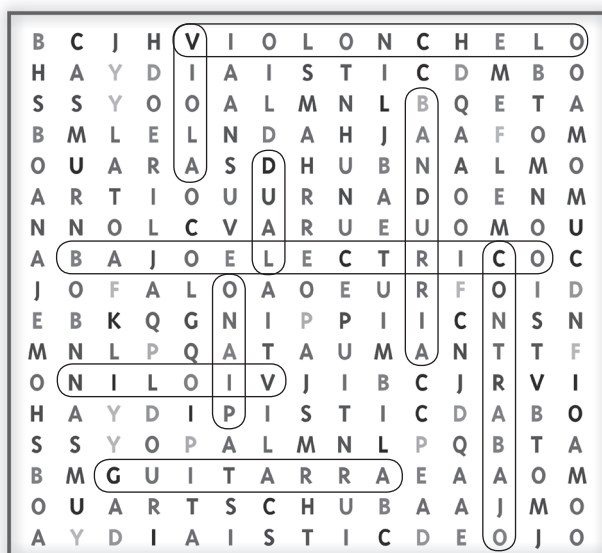 B C J H V I O L O N C H E L O
H A Y D I A I S T I C D M B O
S S Y O O A L M N L B Q E T A
B M L E L N D A H J A A F O M
O U A R A S D H U B N A L M O
A R T I O U U R N A D O E N M
N N O L C V A R U E U O M O U
A B A J O E L E C T R I C O C
J O F A L O A O E U R F O I D
E B K Q G N I P P I I C N S N
M N L P Q A T A U M A N T T F
O N I L O I V J I B C J R V I
H A Y D I P I S T I C D A B O
S S Y O P A L M N L P Q B T A
B M G U I T A R R A E A A O M
O U A R T S C H U B A A J M O
A Y D I A I S T I C D E O J O